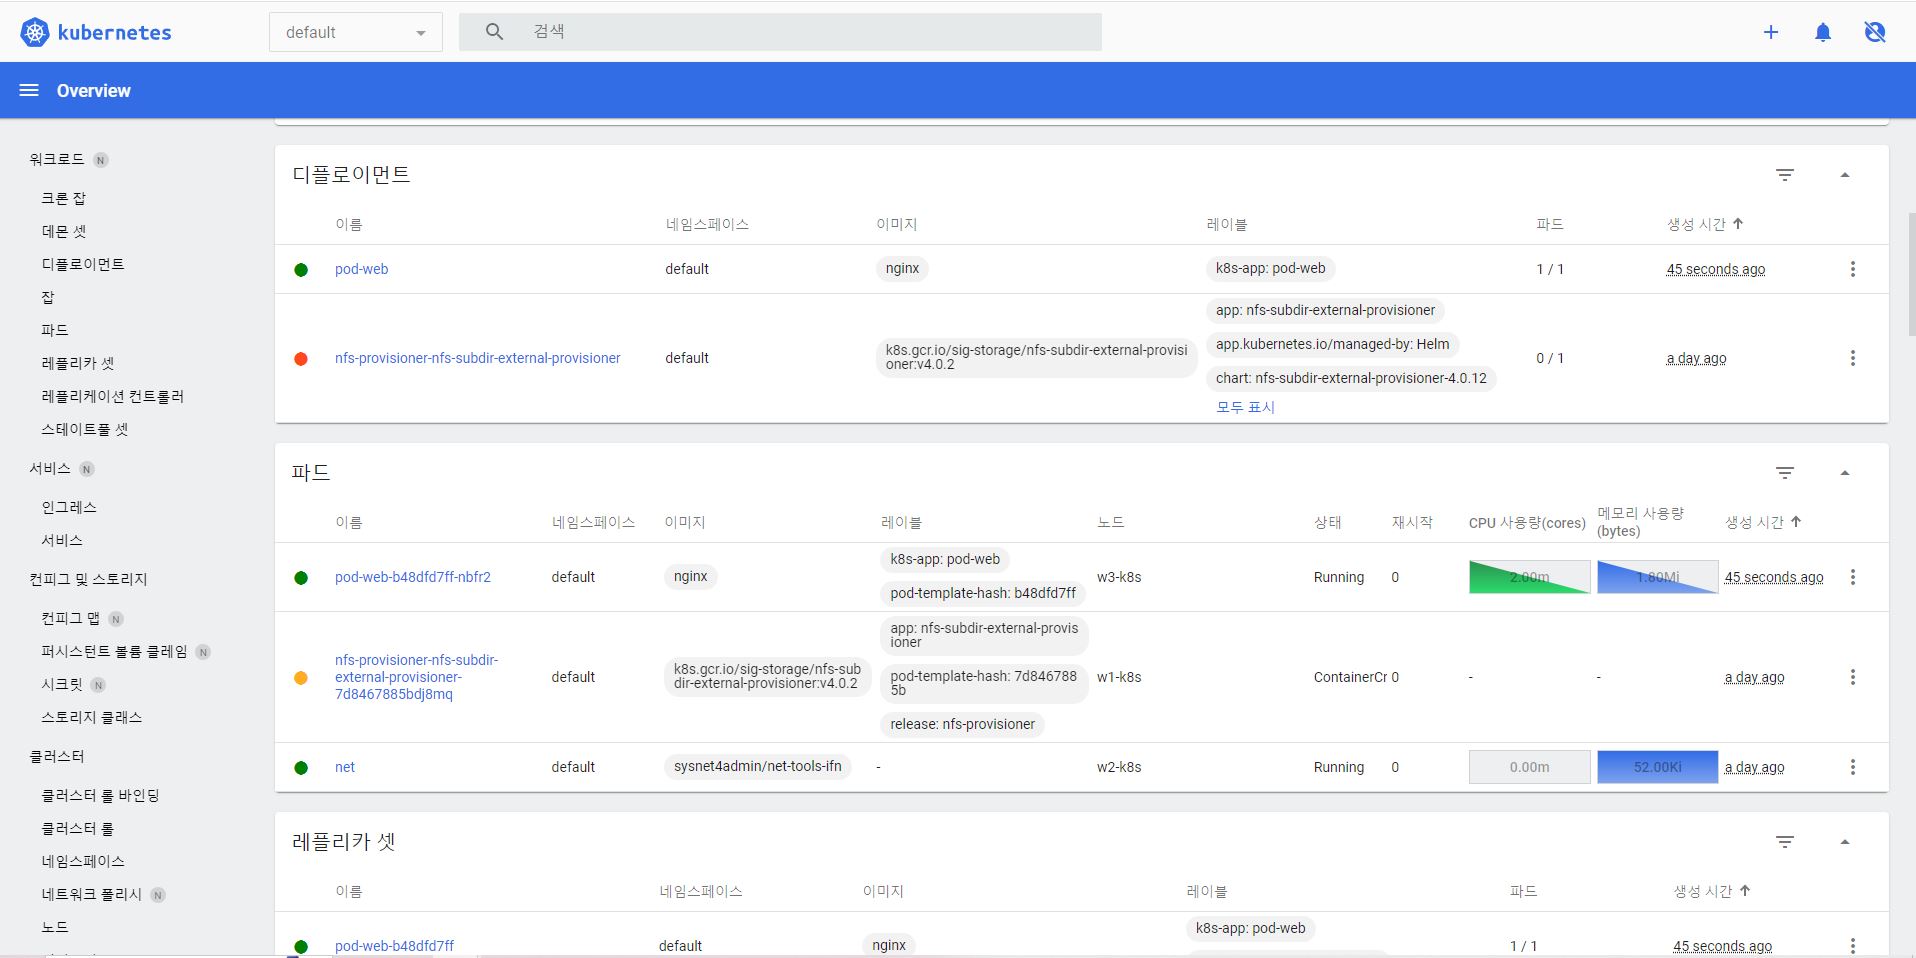 kubernetes
default
검색
Overview
워크로드 N
크론 잡
데몬 셋
디플로이먼트
잡
파드
레플리카 셋
레플리케이션 컨트롤러
스테이트풀 셋
서비스 N
인그레스
서비스
컨피그 및 스토리지
컨피그 맵 N
퍼시스턴트 볼륨 클레임 N
시크릿 N
스토리지 클래스
클러스터
클러스터 롤 바인딩
클러스터 롤
네임스페이스
네트워크 폴리시 N
노드
디플로이먼트
이름 네임스페이스 이미지 레이블 파드 생성 시간
pod-web default nginx k8s-app: pod-web 1 / 1 45 seconds ago
nfs-provisioner-nfs-subdir-external-provisioner default
k8s.gcr.io/sig-storage/nfs-subdir-external-provisi
oner:v4.0.2
app: nfs-subdir-external-provisioner
app.kubernetes.io/managed-by: Helm
chart: nfs-subdir-external-provisioner-4.0.12
모두 표시
0 / 1 a day ago
파드
이름 네임스페이스 이미지 레이블 노드 상태 재시작 CPU 사용량(cores) 메모리 사용량
(bytes) 생성 시간
pod-web-b48dfd7ff-nbfr2 default nginx
k8s-app: pod-web
pod-template-hash: b48dfd7ff
w3-k8s Running 0 2.00m 1.80Mi 45 seconds ago
nfs-provisioner-nfs-subdir-
external-provisioner-
7d8467885bdj8mq
default
k8s.gcr.io/sig-storage/nfs-su
bdir-external-provisioner:v4.0.2
app: nfs-subdir-external-provis
ioner
pod-template-hash: 7d846788
5b
release: nfs-provisioner
w1-k8s ContainerCr 0 - - a day ago
net default sysnet4admin/net-tools-ifn - w2-k8s Running 0 0.00m 52.00Ki a day ago
레플리카 셋
이름 네임스페이스 이미지 레이블 파드 생성 시간
pod-web-b48dfd7ff default nginx k8s-app: pod-web 1 / 1 45 seconds ago